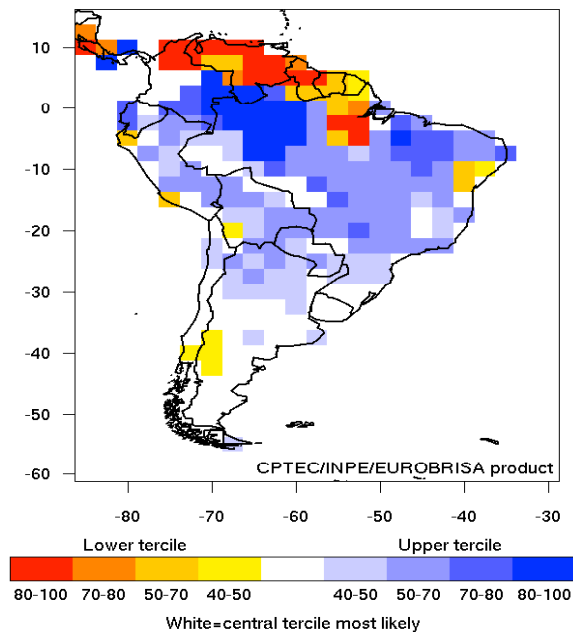 10
0
-10
-20
-30
-40
-50
-60
CPTEC/INPE/EUROBRISA product
-80 -70 -60 -50 -40 -30
Lower tercile Upper tercile
80-100 70-80 50-70 40-50 40-50 50-70 70-80 80-100
White=central tercile most likely